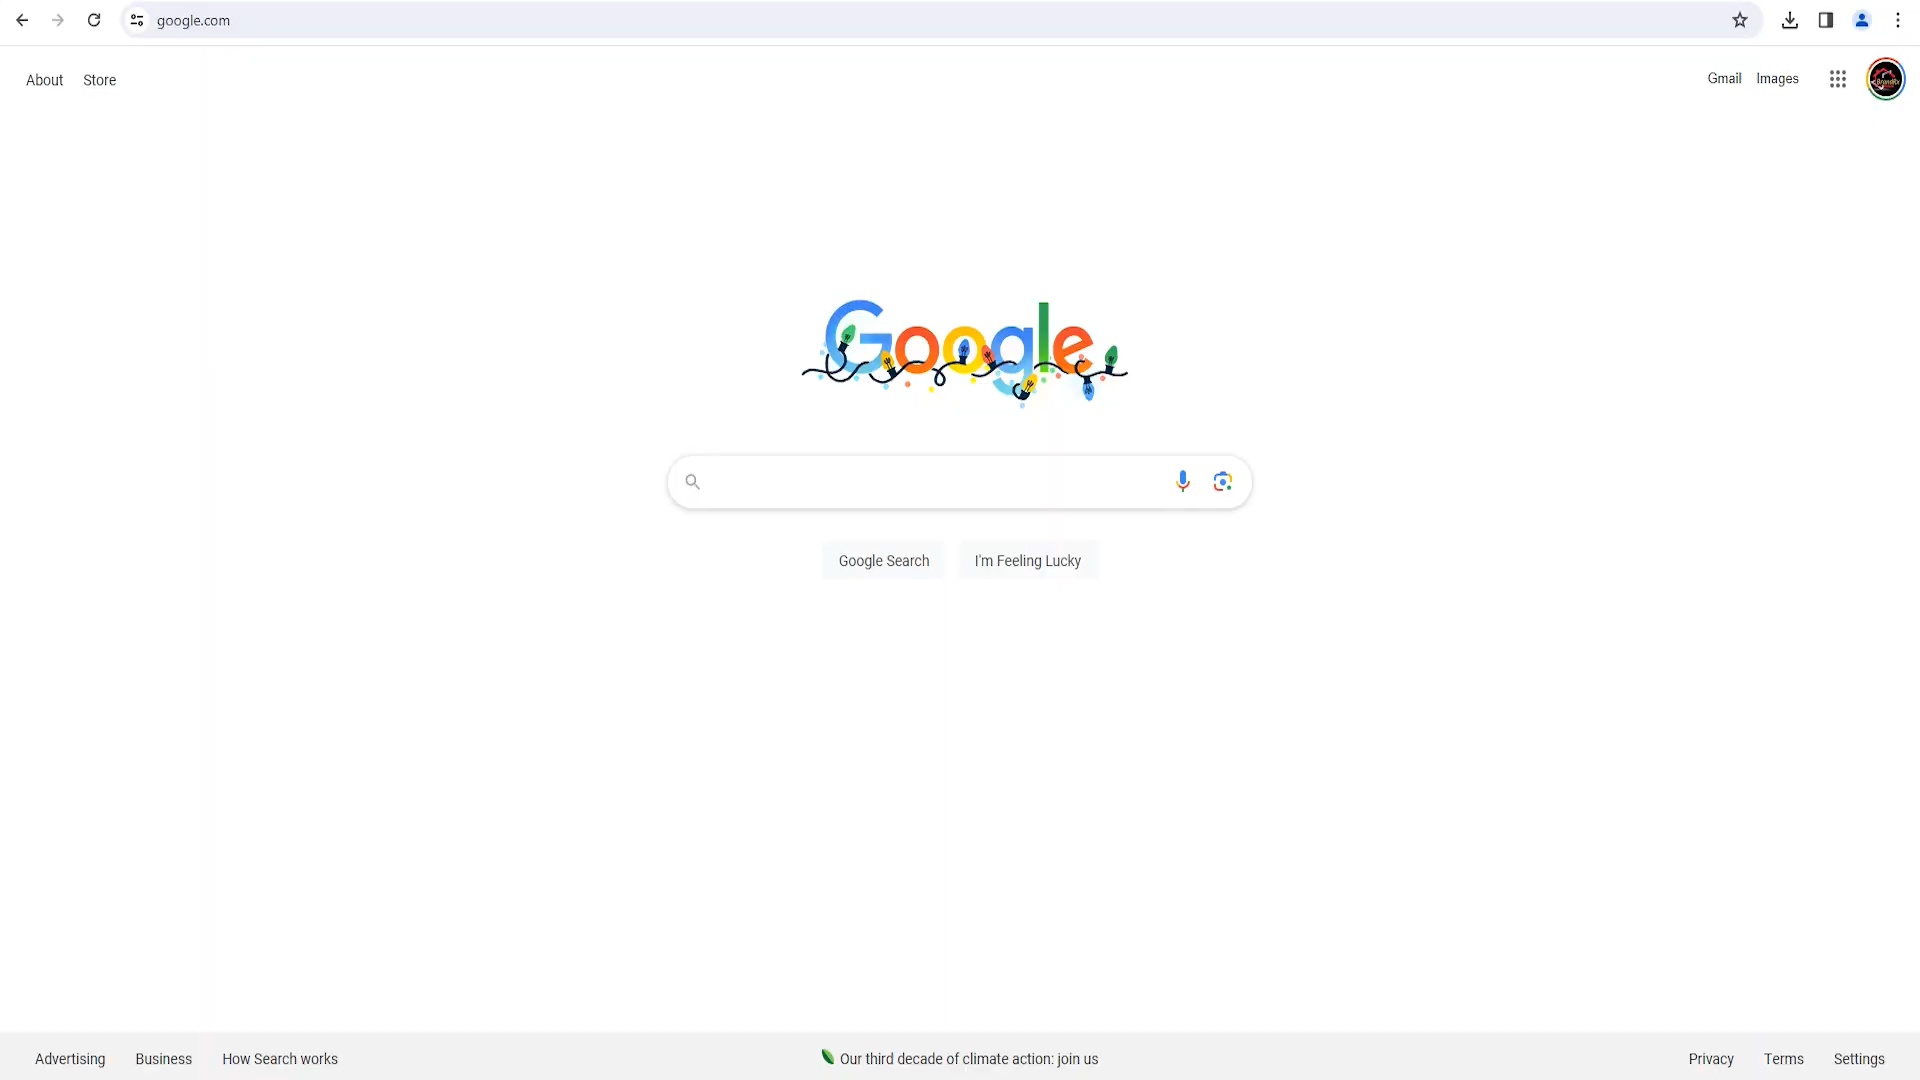 google.com
About Store
Gmail Images
Google
Google Search I'm Feeling Lucky
Advertising Business How Search works
Our third decade of climate action: join us
Privacy Terms Settings